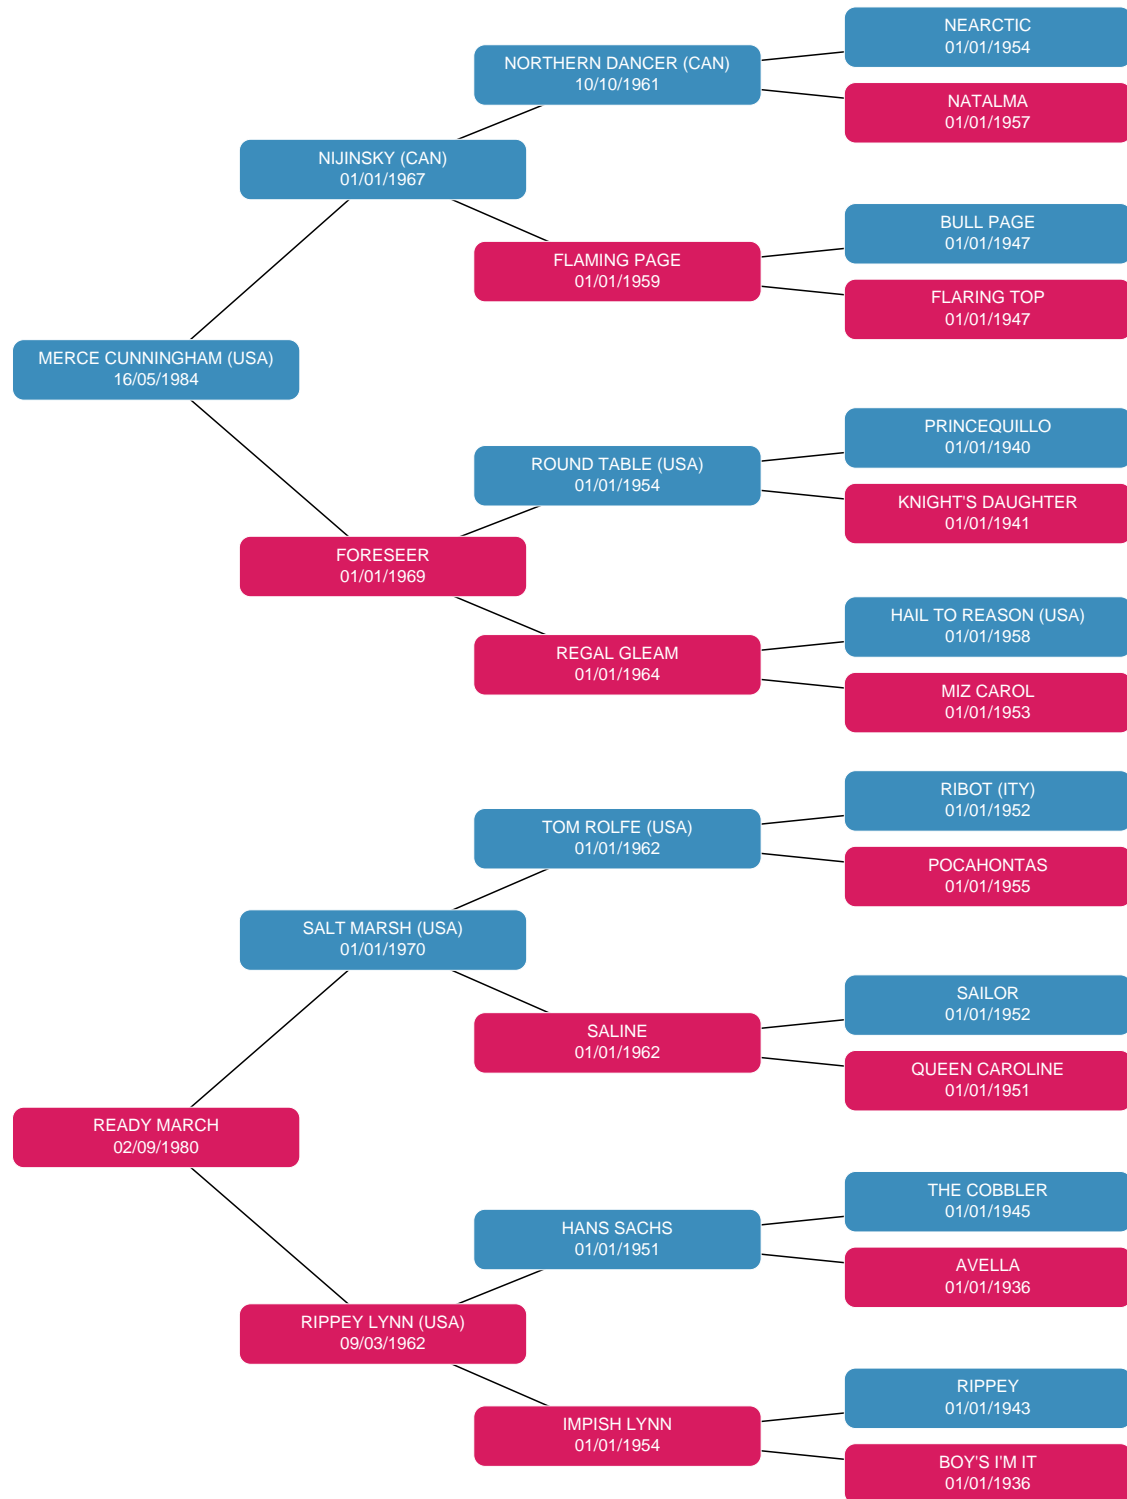 NEARCTIC
01/01/1954
NORTHERN DANCER (CAN)
10/10/1961
NATALMA
01/01/1957
NIJINSKY (CAN)
01/01/1967
BULL PAGE
01/01/1947
FLAMING PAGE
01/01/1959
FLARING TOP
01/01/1947
MERCE CUNNINGHAM (USA)
16/05/1984
PRINCEQUILLO
01/01/1940
ROUND TABLE (USA)
01/01/1954
KNIGHT'S DAUGHTER
01/01/1941
FORESEER
01/01/1969
HAIL TO REASON (USA)
01/01/1958
REGAL GLEAM
01/01/1964
MIZ CAROL
01/01/1953
RIBOT (ITY)
01/01/1952
TOM ROLFE (USA)
01/01/1962
POCAHONTAS
01/01/1955
SALT MARSH (USA)
01/01/1970
SAILOR
01/01/1952
SALINE
01/01/1962
QUEEN CAROLINE
01/01/1951
READY MARCH
02/09/1980
THE COBBLER
01/01/1945
HANS SACHS
01/01/1951
AVELLA
01/01/1936
RIPPEY LYNN (USA)
09/03/1962
RIPPEY
01/01/1943
IMPISH LYNN
01/01/1954
BOY'S I'M IT
01/01/1936